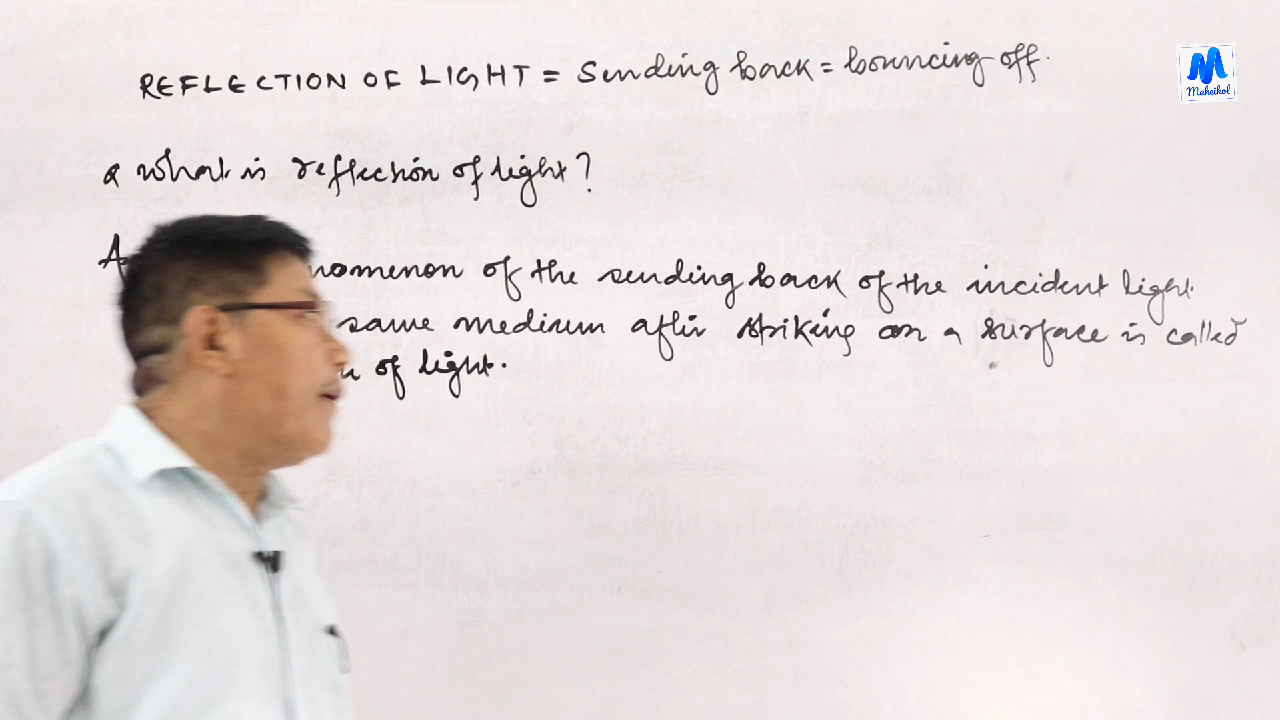 REFLECTION OF LIGHT = Sending back = bouncing off.
M
Maheikol
Q What is reflection of light?
of the sending back of the incident light
same medium after striking on a surface is called
of light.